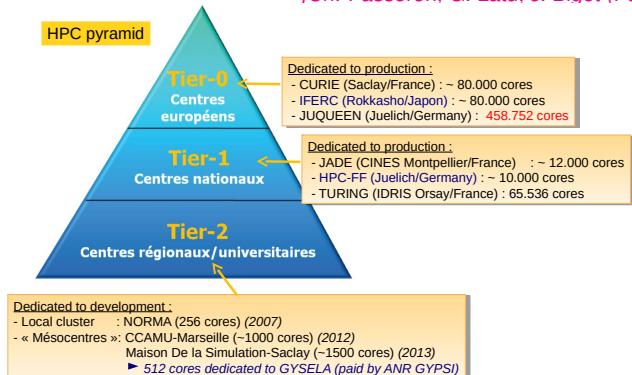 HPC pyramid
Tier-0
Centres
européens
Dedicated to production :
- CURIE (Saclay/France) : ~ 80.000 cores
- IFERC (Rokkasho/Japon) : ~ 80.000 cores
- JUQUEEN (Juelich/Germany) : 458.752 cores
Tier-1
Centres nationaux
Dedicated to production :
- JADE (CINES Montpellier/France) : ~ 12.000 cores
- HPC-FF (Juelich/Germany) : ~ 10.000 cores
- TURING (IDRIS Orsay/France) : 65.536 cores
Tier-2
Centres régionaux/universitaires
Dedicated to development :
- Local cluster : NORMA (256 cores) (2007)
- « Mésocentres »: CCAMU-Marseille (~1000 cores) (2012)
Maison De la Simulation-Saclay (~1500 cores) (2013)
► 512 cores dedicated to GYSELA (paid by ANR GYPSI)